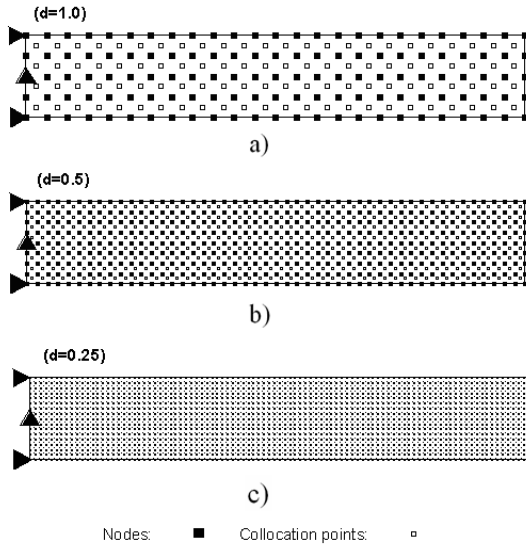 (d=1.0)
a)
(d=0.5)
b)
(d=0.25)
c)
Nodes: Collocation points: